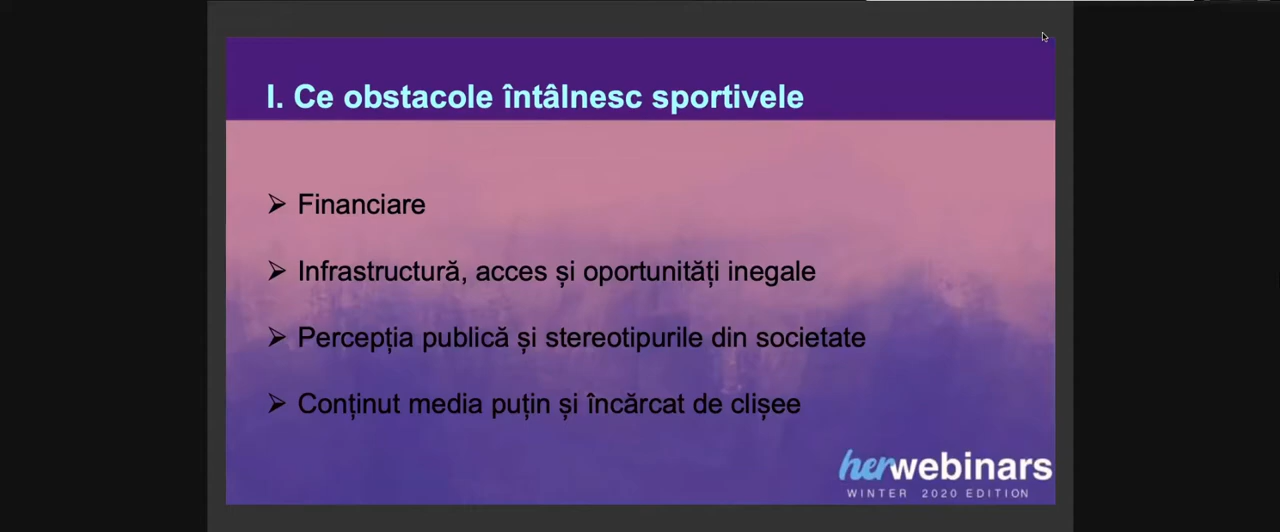 I. Ce obstacole întâlnesc sportivele
➢ Financiare
➢ Infrastructură, acces și oportunități inegale
➢ Percepția publică și stereotipurile din societate
➢ Conținut media puțin și încărcat de clișee
herwebinars
WINTER 2020 EDITION